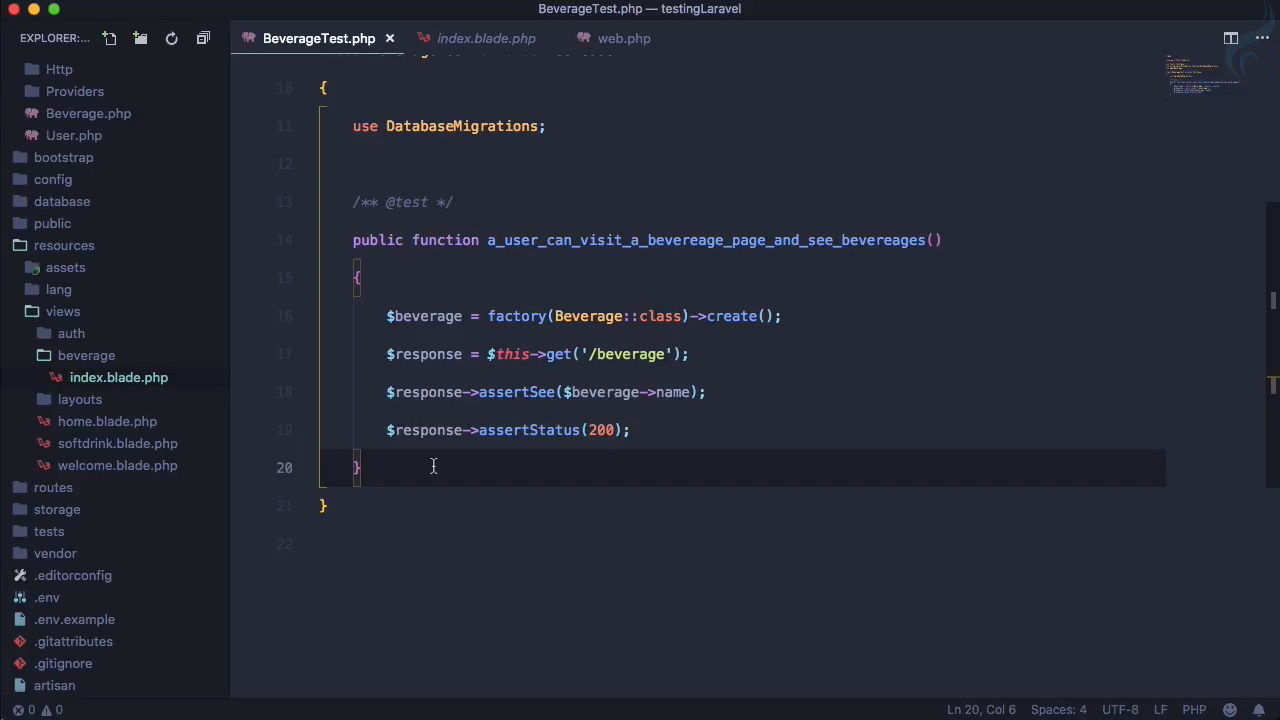 BeverageTest.php — testingLaravel
EXPLORER:...
BeverageTest.php
index.blade.php
web.php
Http
Providers
Beverage.php
User.php
bootstrap
config
database
public
resources
assets
lang
views
auth
beverage
index.blade.php
layouts
home.blade.php
softdrink.blade.php
welcome.blade.php
routes
storage
tests
vendor
.editorconfig
.env
.env.example
.gitattributes
.gitignore
artisan
10 {
11 use DatabaseMigrations;
12
13 /** @test */
14 public function a_user_can_visit_a_bevereage_page_and_see_bevereages()
15 {
16 $beverage = factory(Beverage::class)->create();
17 $response = $this->get('/beverage');
18 $response->assertSee($beverage->name);
19 $response->assertStatus(200);
20 }
21 }
22
0 0
Ln 20, Col 6 Spaces: 4 UTF-8 LF PHP